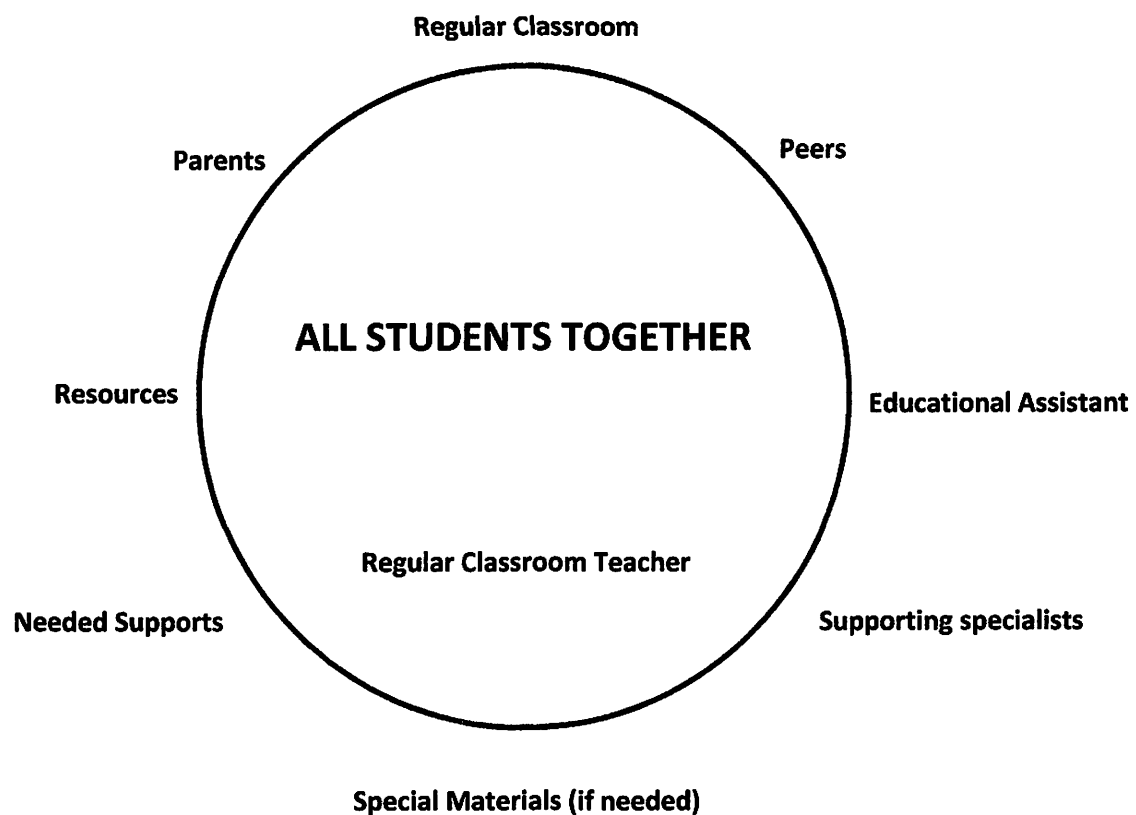 Regular Classroom
Peers
Parents
ALL STUDENTS TOGETHER
Resources
Educational Assistant
Regular Classroom Teacher
Needed Supports
Supporting specialists
Special Materials (if needed)